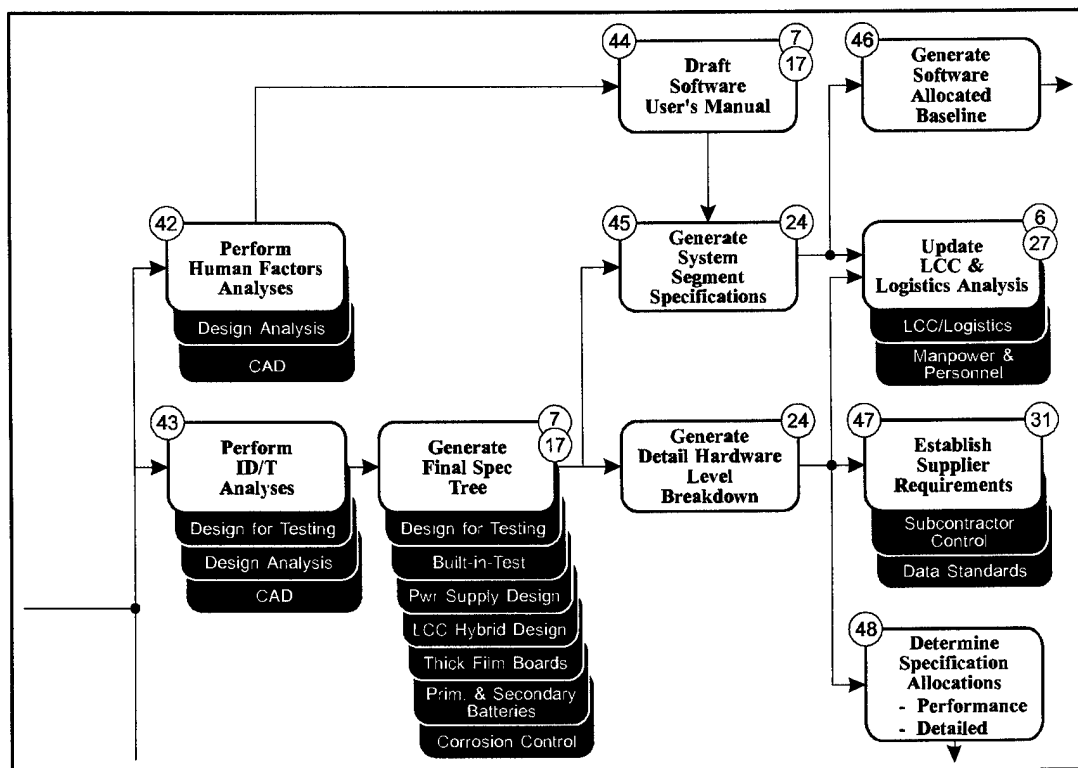 44
7
17
Draft
Software
User's Manual
46
Generate
Software
Allocated
Baseline
42
Perform
Human Factors
Analyses
Design Analysis
CAD
45
24
Generate
System
Segment
Specifications
6
27
Update
LCC &
Logistics Analysis
LCC/Logistics
Manpower &
Personnel
43
Perform
ID/T
Analyses
Design for Testing
Design Analysis
CAD
7
17
Generate
Final Spec
Tree
Design for Testing
Built-in-Test
Pwr Supply Design
LCC Hybrid Design
Thick Film Boards
Prim. & Secondary
Batteries
Corrosion Control
24
Generate
Detail Hardware
Level
Breakdown
47
31
Establish
Supplier
Requirements
Subcontractor
Control
Data Standards
48
Determine
Specification
Allocations
- Performance
- Detailed